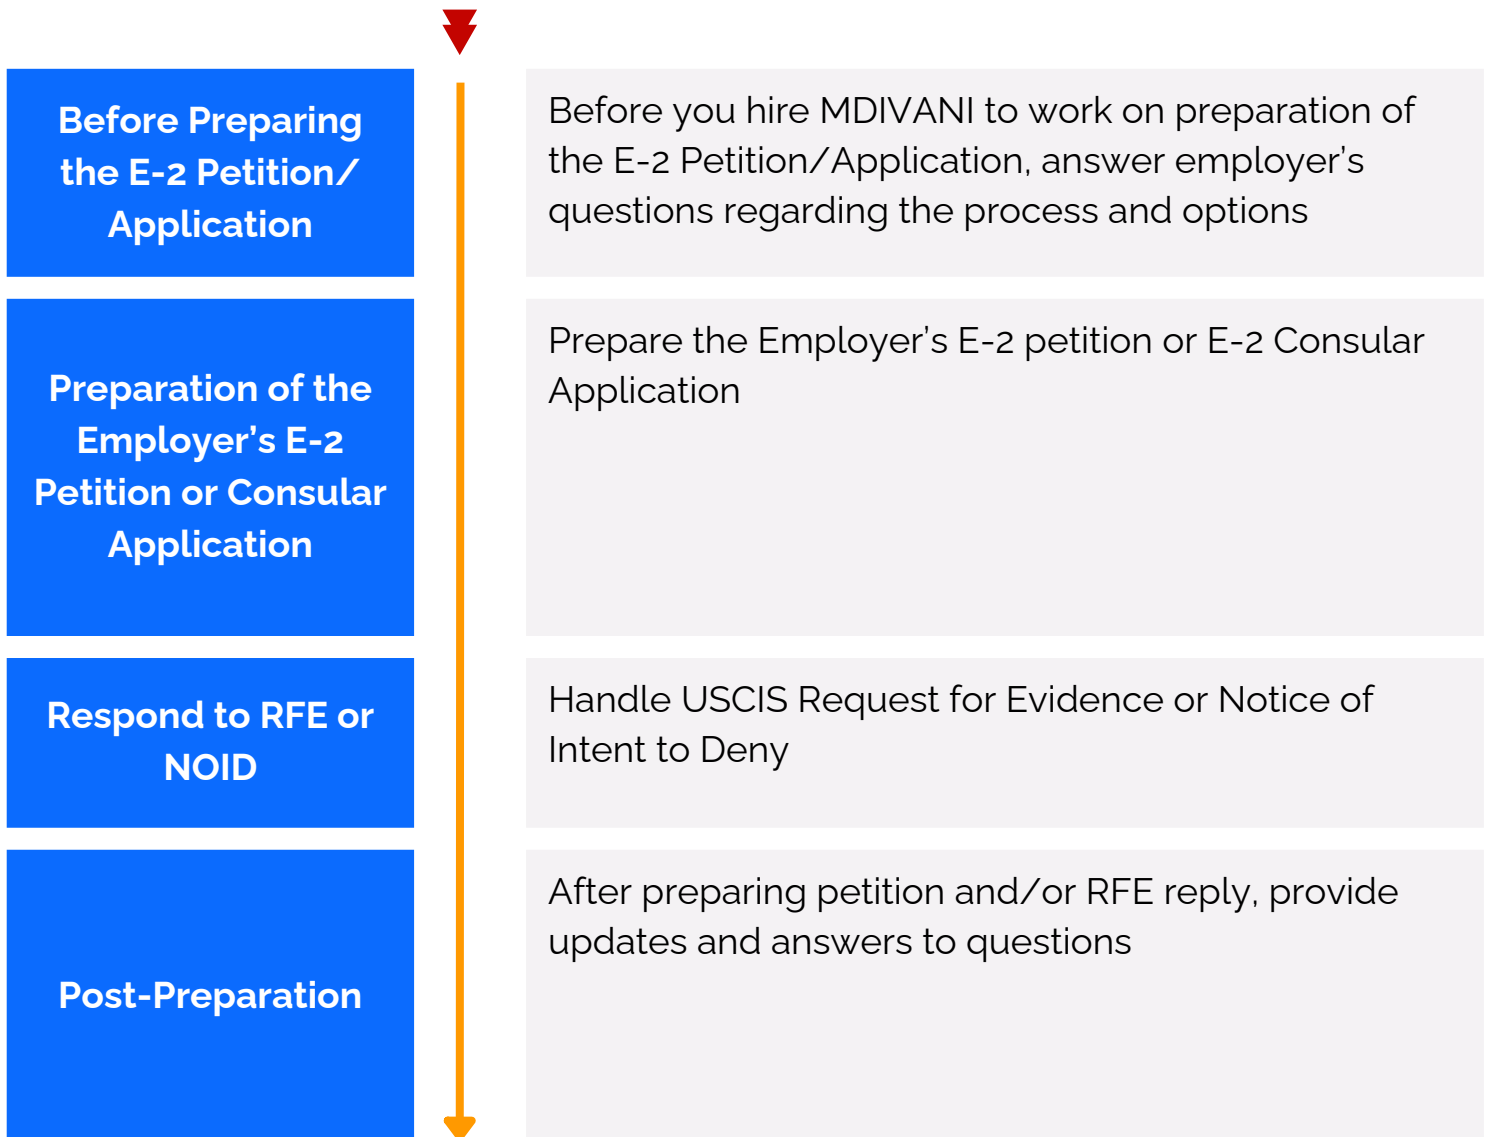 Before Preparing
the E-2 Petition/
Application
Before you hire MDIVANI to work on preparation of
the E-2 Petition/Application, answer employer’s
questions regarding the process and options
Preparation of the
Employer’s E-2
Petition or Consular
Application
Prepare the Employer’s E-2 petition or E-2 Consular
Application
Respond to RFE or
NOID
Handle USCIS Request for Evidence or Notice of
Intent to Deny
Post-Preparation
After preparing petition and/or RFE reply, provide
updates and answers to questions